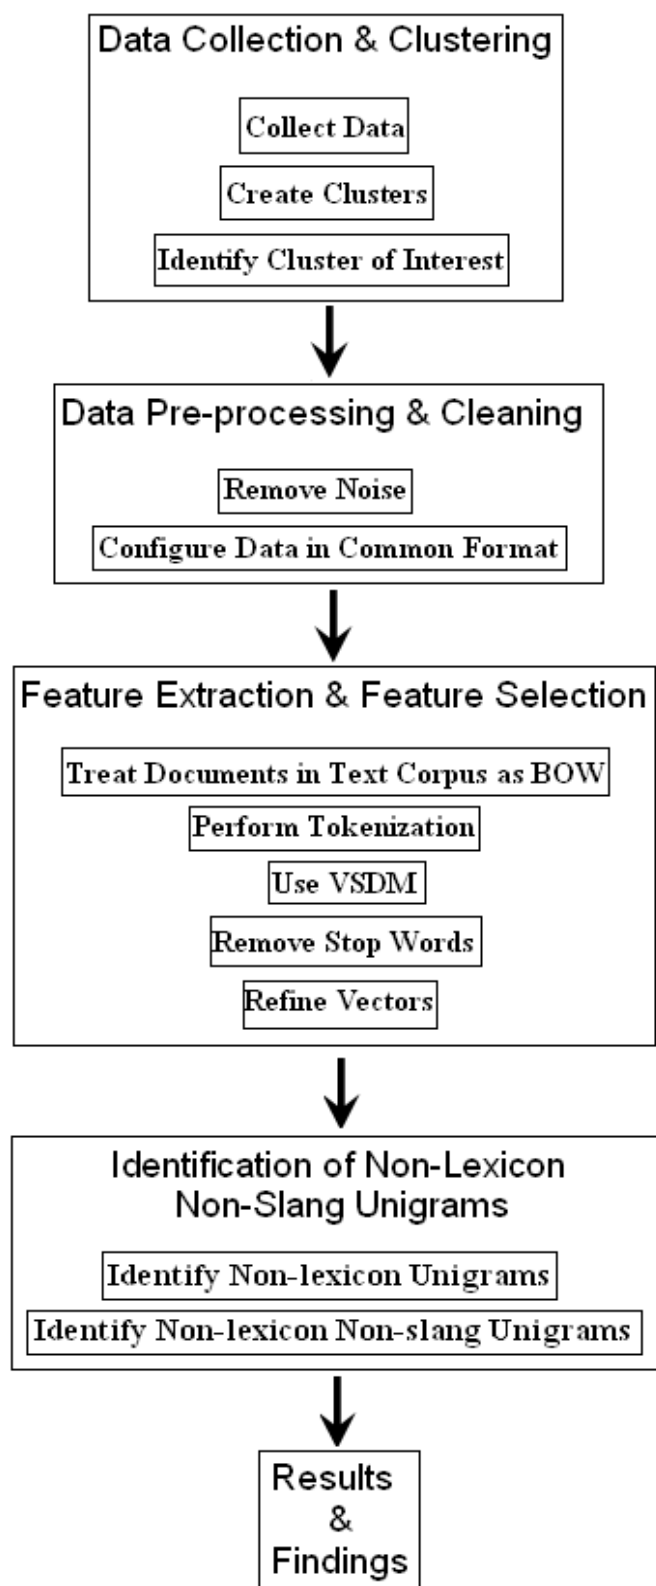 Data Collection & Clustering
Collect Data
Create Clusters
Identify Cluster of Interest
Data Pre-processing & Cleaning
Remove Noise
Configure Data in Common Format
Feature Extraction & Feature Selection
Treat Documents in Text Corpus as BOW
Perform Tokenization
Use VSDM
Remove Stop Words
Refine Vectors
Identification of Non-Lexicon
Non-Slang Unigrams
Identify Non-lexicon Unigrams
Identify Non-lexicon Non-slang Unigrams
Results
&
Findings